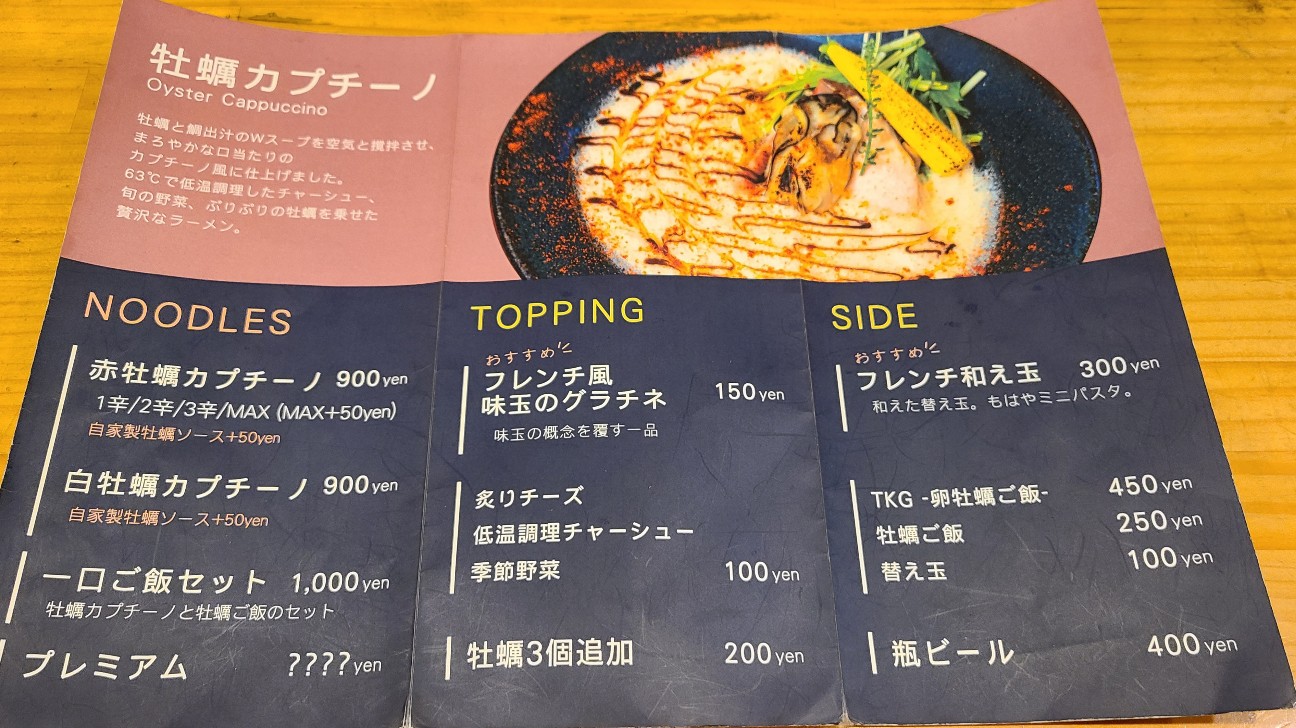 牡蠣カプチーノ
Oyster Cappuccino
牡蠣と鯛出汁のWスープを空気と攪拌させ、
まろやかな口当たりの
カプチーノ風に仕上げました。
63℃で低温調理したチャーシュー、
旬の野菜、ぷりぷりの牡蠣を乗せた
贅沢なラーメン。
NOODLES
赤牡蠣カプチーノ 900yen
1辛/2辛/3辛/MAX (MAX+50yen)
自家製牡蠣ソース+50yen
白牡蠣カプチーノ 900yen
自家製牡蠣ソース+50yen
一口ご飯セット 1,000yen
牡蠣カプチーノと牡蠣ご飯のセット
プレミアム ????yen
TOPPING
おすすめ
フレンチ風
味玉のグラチネ 150yen
味玉の概念を覆す一品
炙りチーズ
低温調理チャーシュー
季節野菜 100yen
牡蠣3個追加 200yen
SIDE
おすすめ
フレンチ和え玉 300yen
和えた替え玉。もはやミニパスタ。
TKG -卵牡蠣ご飯- 450yen
牡蠣ご飯 250yen
替え玉 100yen
瓶ビール 400yen